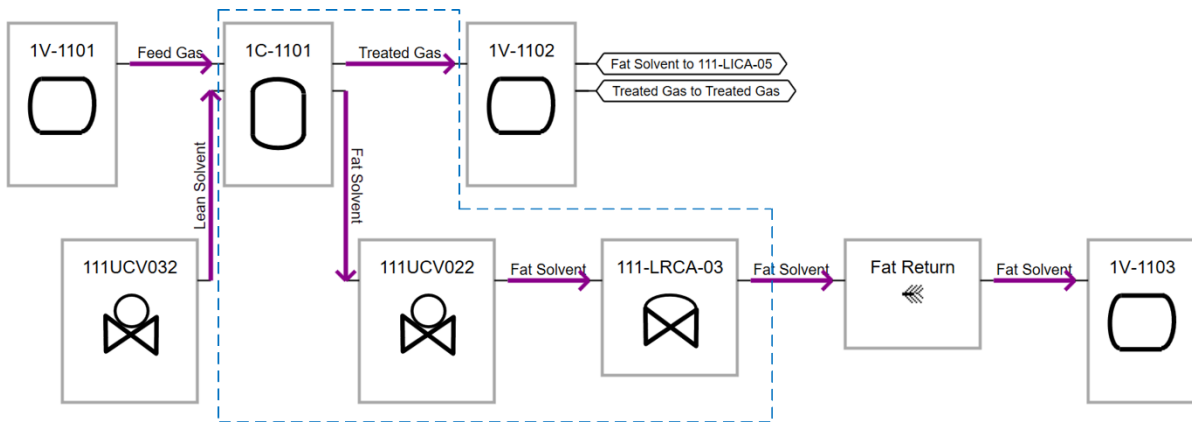 1V-1101
Feed Gas
1C-1101
Treated Gas
1V-1102
Fat Solvent to 111-LICA-05
Treated Gas to Treated Gas
Lean Solvent
Fat Solvent
111UCV032
111UCV022
Fat Solvent
111-LRCA-03
Fat Solvent
Fat Return
Fat Solvent
1V-1103